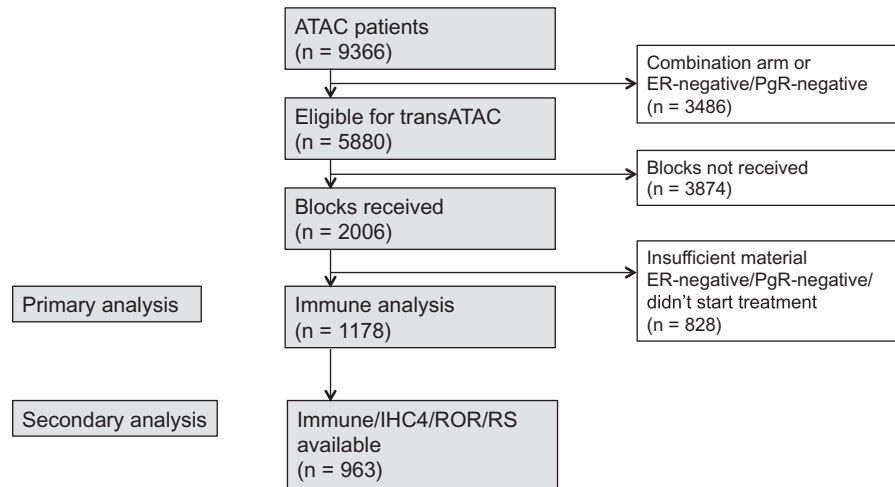 ATAC patients
(n = 9366)
Combination arm or
ER-negative/PgR-negative
(n = 3486)
Eligible for transATAC
(n = 5880)
Blocks not received
(n = 3874)
Blocks received
(n = 2006)
Insufficient material
ER-negative/PgR-negative/
didn't start treatment
(n = 828)
Primary analysis
Immune analysis
(n = 1178)
Secondary analysis
Immune/IHC4/ROR/RS
available
(n = 963)